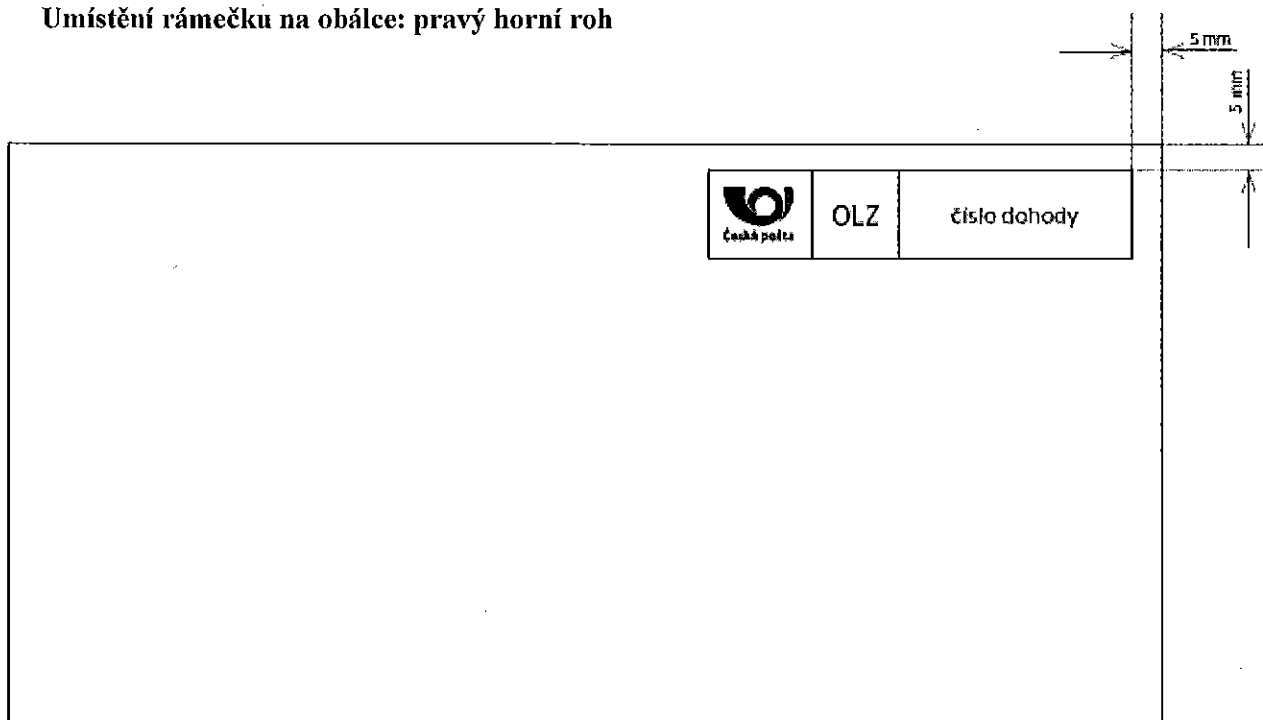 Umístění rámečku na obálce: pravý horní roh
5 mm
5 mm
Česká pošta
OLZ
číslo dohody